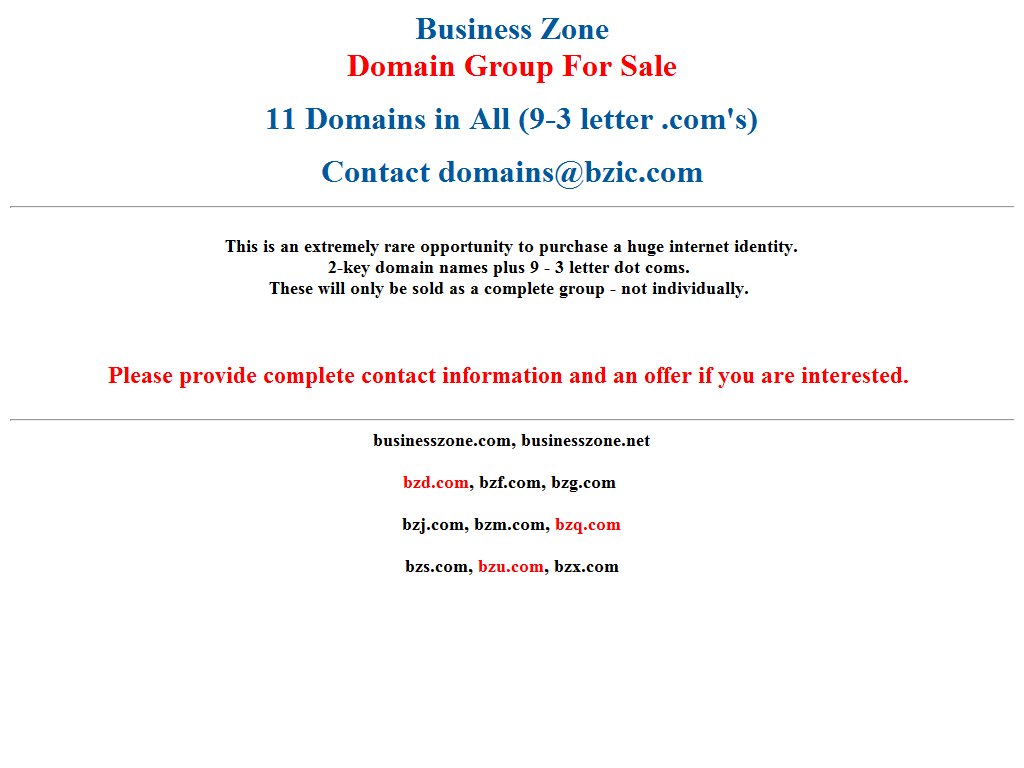 Business Zone
Domain Group For Sale
11 Domains in All (9-3 letter .com's)
Contact domains@bzic.com
This is an extremely rare opportunity to purchase a huge internet identity.
2-key domain names plus 9 - 3 letter dot coms.
These will only be sold as a complete group - not individually.
Please provide complete contact information and an offer if you are interested.
businesszone.com, businesszone.net
bzd.com, bzf.com, bzg.com
bzj.com, bzm.com, bzq.com
bzs.com, bzu.com, bzx.com